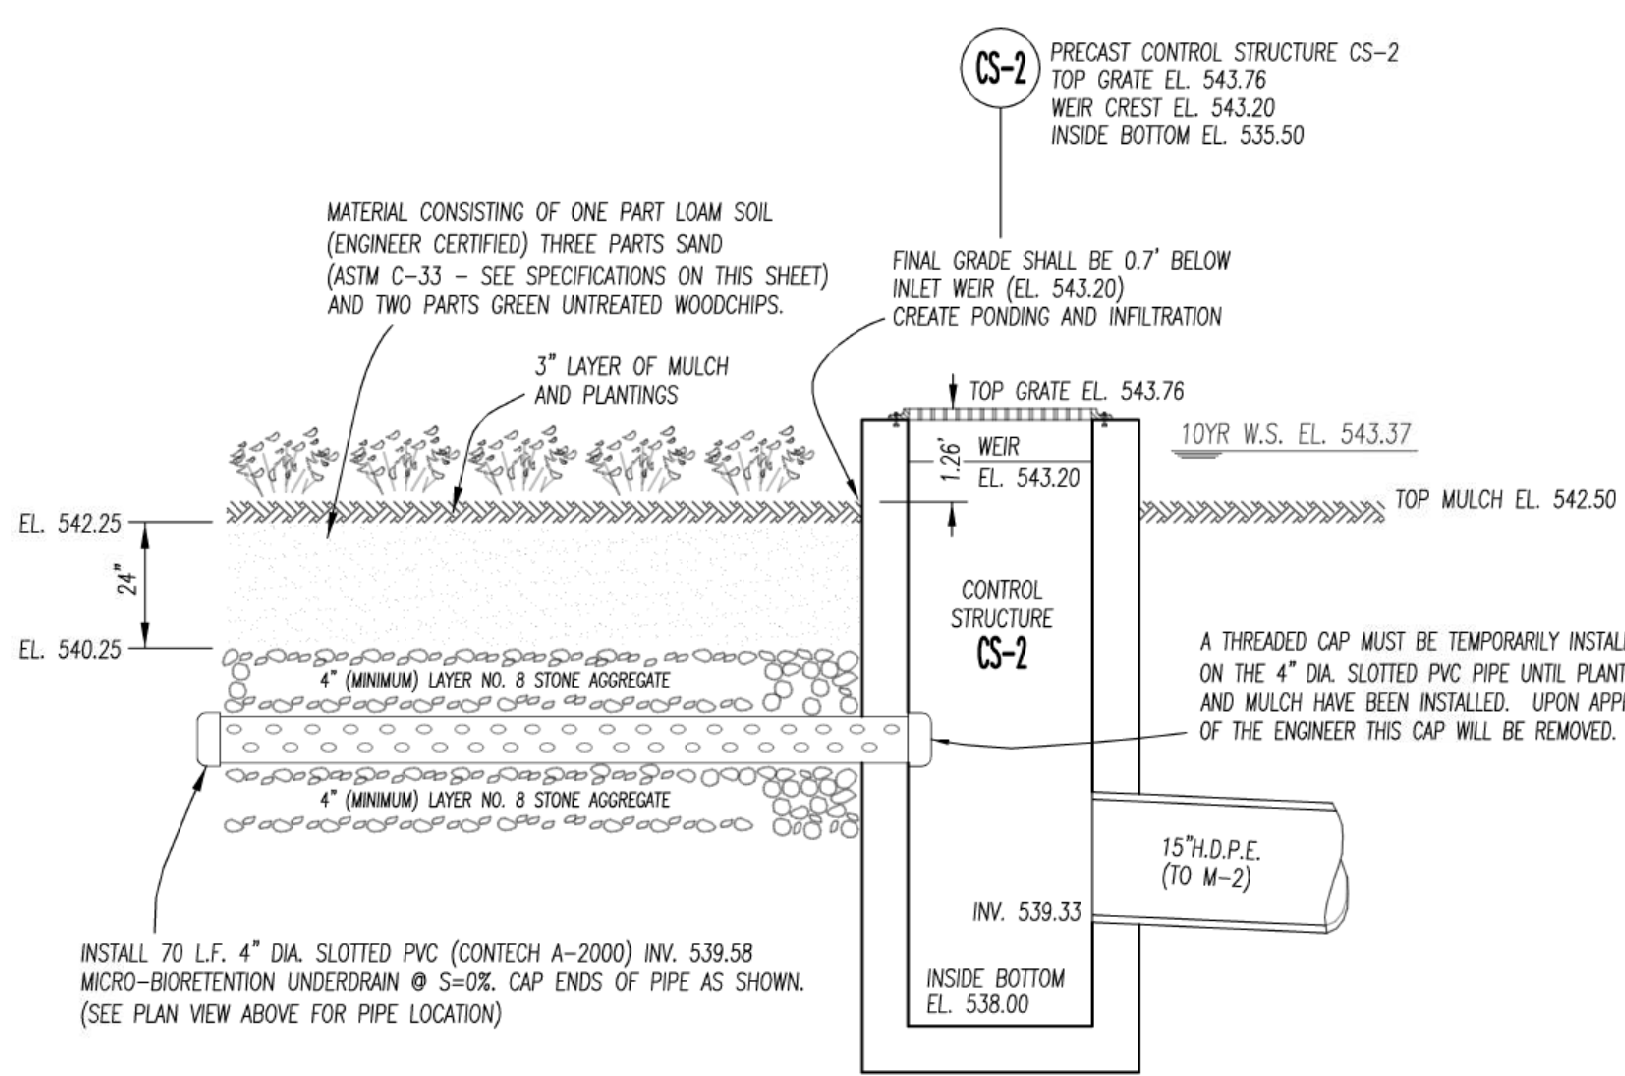 CS-2
PRECAST CONTROL STRUCTURE CS-2
TOP GRATE EL. 543.76
WEIR CREST EL. 543.20
INSIDE BOTTOM EL. 535.50
MATERIAL CONSISTING OF ONE PART LOAM SOIL
(ENGINEER CERTIFIED) THREE PARTS SAND
(ASTM C-33 - SEE SPECIFICATIONS ON THIS SHEET)
AND TWO PARTS GREEN UNTREATED WOODCHIPS.
FINAL GRADE SHALL BE 0.7' BELOW
INLET WEIR (EL. 543.20)
CREATE PONDING AND INFILTRATION
3" LAYER OF MULCH
AND PLANTINGS
TOP GRATE EL. 543.76
10YR W.S. EL. 543.37
1.26'
WEIR
EL. 543.20
TOP MULCH EL. 542.50
EL. 542.25
24"
EL. 540.25
CONTROL
STRUCTURE
CS-2
A THREADED CAP MUST BE TEMPORARILY INSTALL
ON THE 4" DIA. SLOTTED PVC PIPE UNTIL PLANT
AND MULCH HAVE BEEN INSTALLED. UPON APP
OF THE ENGINEER THIS CAP WILL BE REMOVED.
4" (MINIMUM) LAYER NO. 8 STONE AGGREGATE
4" (MINIMUM) LAYER NO. 8 STONE AGGREGATE
15"H.D.P.E.
(TO M-2)
INV. 539.33
INSIDE BOTTOM
EL. 538.00
INSTALL 70 L.F. 4" DIA. SLOTTED PVC (CONTECH A-2000) INV. 539.58
MICRO-BIORETENTION UNDERDRAIN @ S=0%. CAP ENDS OF PIPE AS SHOWN.
(SEE PLAN VIEW ABOVE FOR PIPE LOCATION)